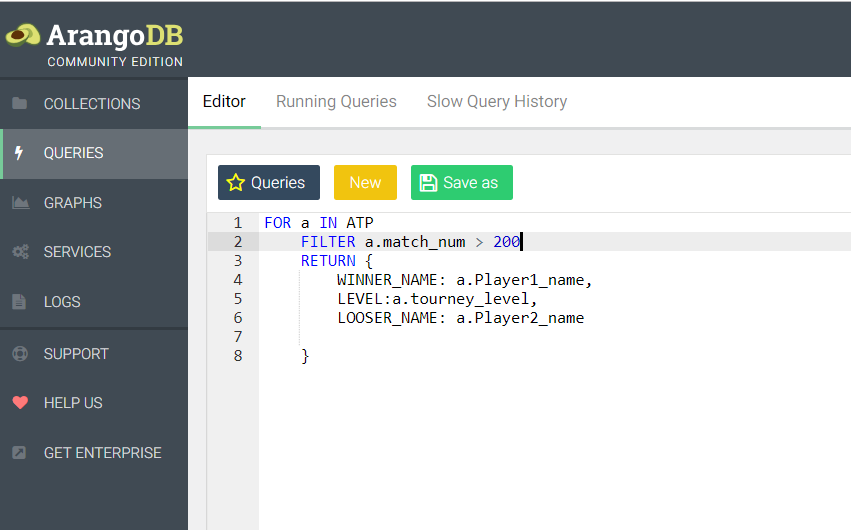 ArangoDB
COMMUNITY EDITION
COLLECTIONS
QUERIES
GRAPHS
SERVICES
LOGS
SUPPORT
HELP US
GET ENTERPRISE
Editor Running Queries Slow Query History
Queries New Save as
1 FOR a IN ATP
2 FILTER a.match_num > 200
3 RETURN {
4 WINNER_NAME: a.Player1_name,
5 LEVEL:a.tourney_level,
6 LOOSER_NAME: a.Player2_name
7
8 }